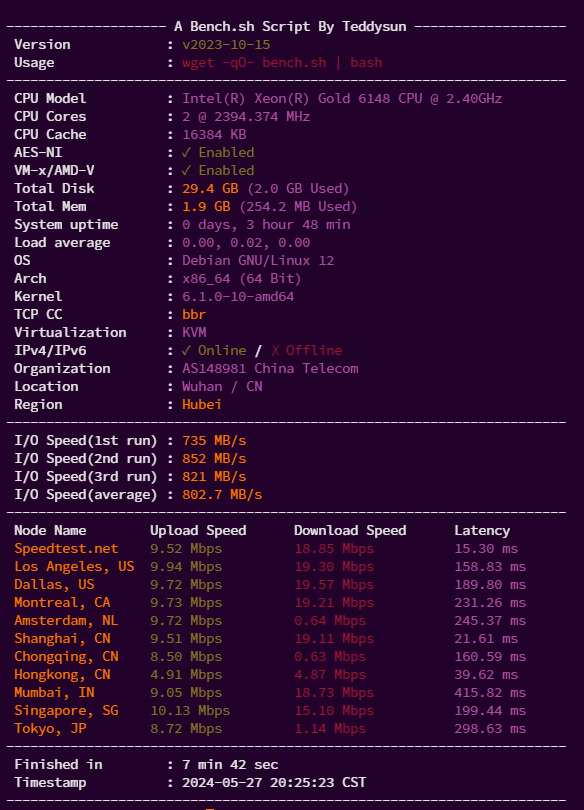 -------------------- A Bench.sh Script By Teddysun -------------------
Version            : v2023-10-15
Usage              : wget -qO- bench.sh | bash
----------------------------------------------------------------------
CPU Model          : Intel(R) Xeon(R) Gold 6148 CPU @ 2.40GHz
CPU Cores          : 2 @ 2394.374 MHz
CPU Cache          : 16384 KB
AES-NI             : ✓ Enabled
VM-x/AMD-V         : ✓ Enabled
Total Disk         : 29.4 GB (2.0 GB Used)
Total Mem          : 1.9 GB (254.2 MB Used)
System uptime      : 0 days, 3 hour 48 min
Load average       : 0.00, 0.02, 0.00
OS                 : Debian GNU/Linux 12
Arch               : x86_64 (64 Bit)
Kernel             : 6.1.0-10-amd64
TCP CC             : bbr
Virtualization     : KVM
IPv4/IPv6          : ✓ Online / ✗ Offline
Organization       : AS148981 China Telecom
Location           : Wuhan / CN
Region             : Hubei
----------------------------------------------------------------------
I/O Speed(1st run) : 735 MB/s
I/O Speed(2nd run) : 852 MB/s
I/O Speed(3rd run) : 821 MB/s
I/O Speed(average) : 802.7 MB/s
----------------------------------------------------------------------
Node Name        Upload Speed      Download Speed      Latency
Speedtest.net    9.52 Mbps         18.85 Mbps          15.30 ms
Los Angeles, US  9.94 Mbps         19.30 Mbps          158.83 ms
Dallas, US       9.72 Mbps         19.57 Mbps          189.80 ms
Montreal, CA     9.73 Mbps         19.21 Mbps          231.26 ms
Amsterdam, NL    9.72 Mbps         0.64 Mbps           245.37 ms
Shanghai, CN     9.51 Mbps         19.11 Mbps          21.61 ms
Chongqing, CN    8.50 Mbps         0.63 Mbps           160.59 ms
Hongkong, CN     4.91 Mbps         4.87 Mbps           39.62 ms
Mumbai, IN       9.05 Mbps         18.73 Mbps          415.82 ms
Singapore, SG    10.13 Mbps        15.10 Mbps          199.44 ms
Tokyo, JP        8.72 Mbps         1.14 Mbps           298.63 ms
----------------------------------------------------------------------
Finished in        : 7 min 42 sec
Timestamp          : 2024-05-27 20:25:23 CST
----------------------------------------------------------------------